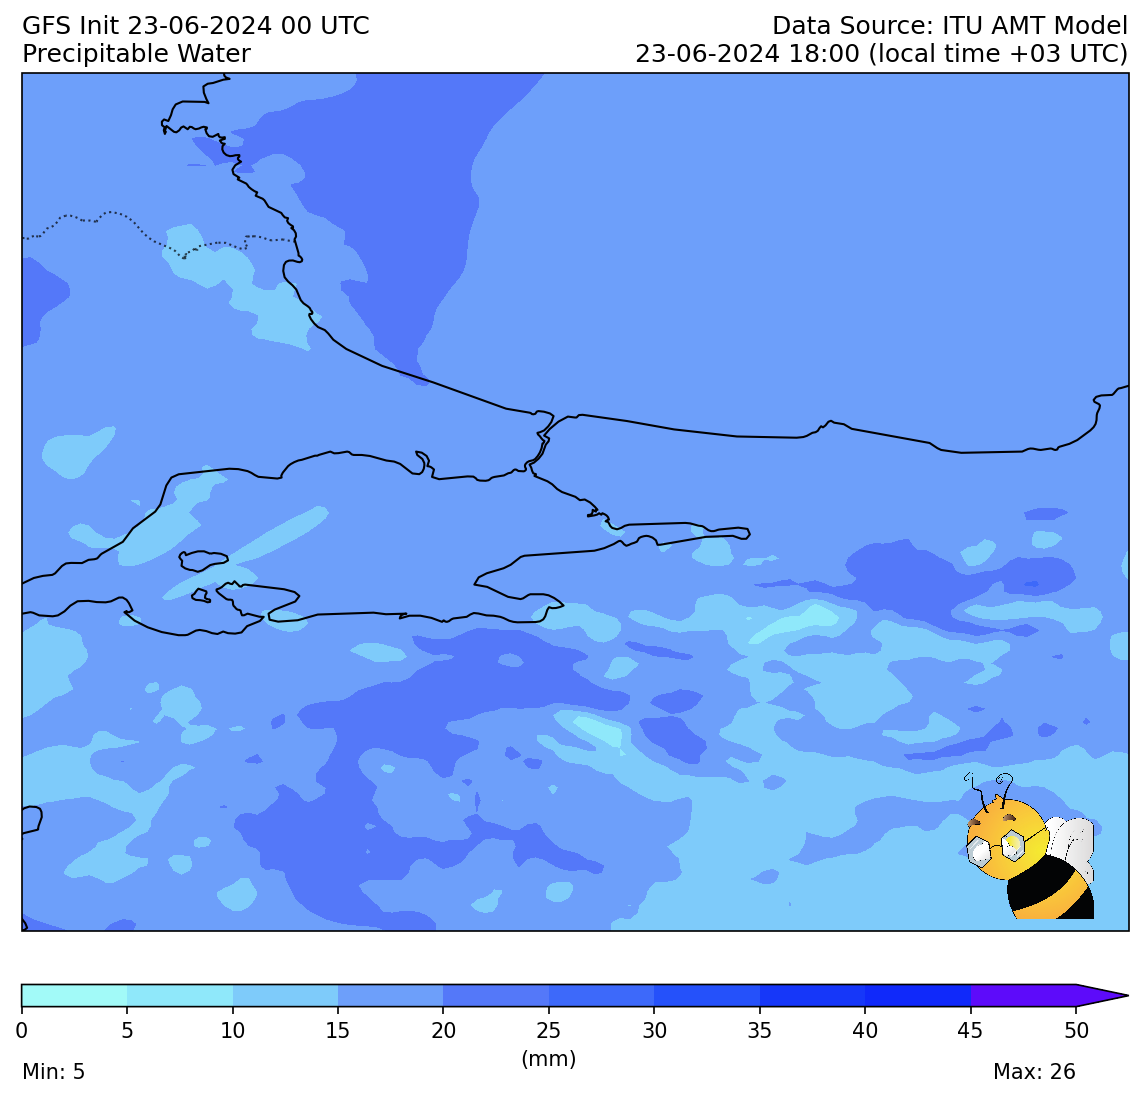 GFS Init 23-06-2024 00 UTC
Data Source: ITU AMT Model
Precipitable Water
23-06-2024 18:00 (local time +03 UTC)
0 5 10 15 20 25 30 35 40 45 50
(mm)
Min: 5
Max: 26